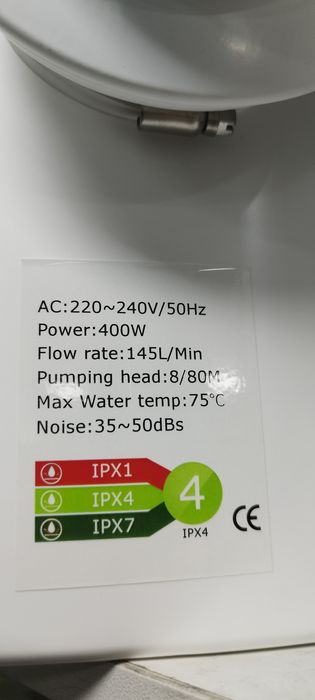 AC:220~240V/50Hz
Power:400W
Flow rate:145L/Min
Pumping head:8/80M
Max Water temp:75℃
Noise:35~50dBs
IPX1
IPX4
IPX7
4
IPX4
CE